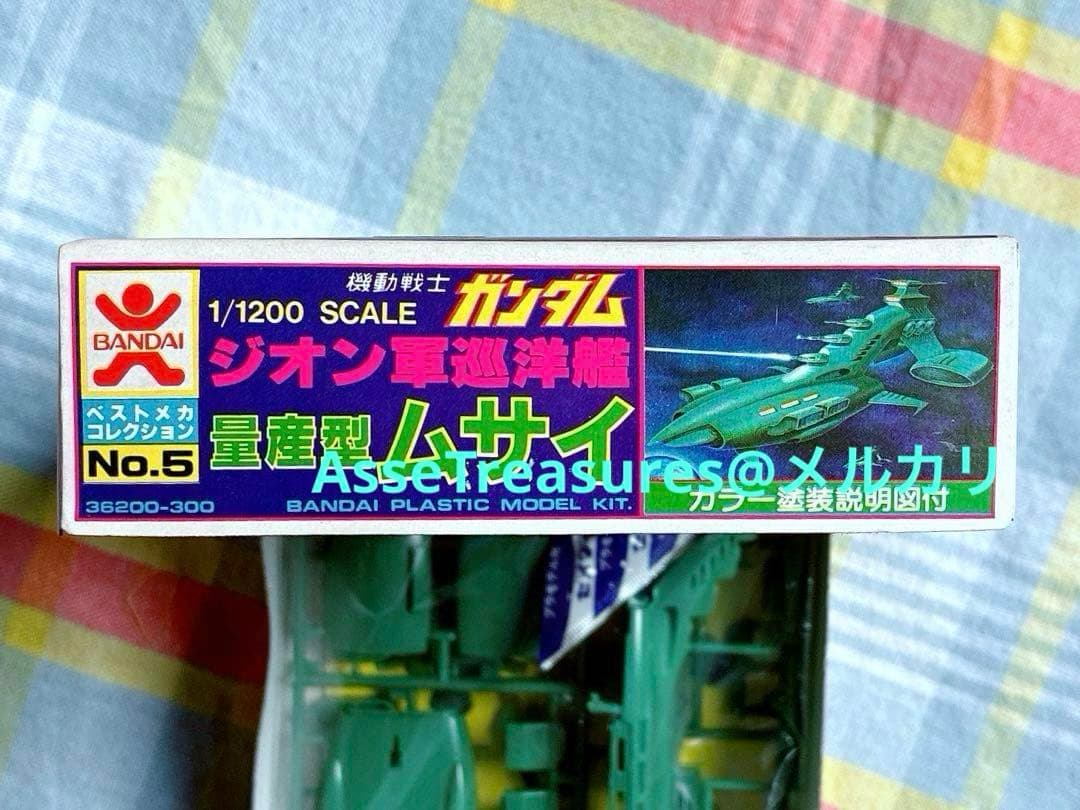 機動戦士 ガンダム
1/1200 SCALE
BANDAI
ジオン軍巡洋艦
ベストメカ
コレクション
No.5
量産型ムサイ
AsseTreasures@メルカリ
36200-300
BANDAI PLASTIC MODEL KIT.
カラー塗装説明図付